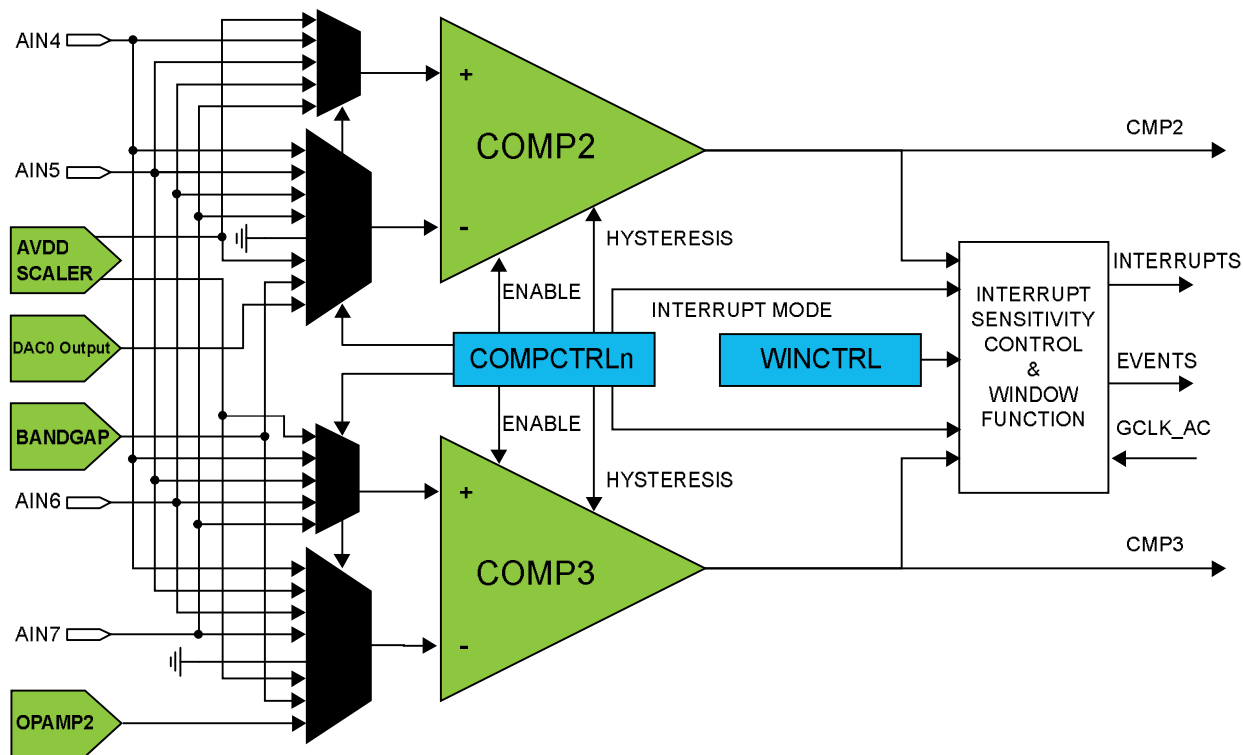 AIN4
+
COMP2
CMP2
AIN5
-
HYSTERESIS
AVDD
SCALER
ENABLE
INTERRUPTS
INTERRUPT MODE
INTERRUPT
SENSITIVITY
CONTROL
&
WINDOW
FUNCTION
DAC0 Output
COMPCTRLn
WINCTRL
EVENTS
BANDGAP
ENABLE
GCLK_AC
AIN6
+
HYSTERESIS
COMP3
CMP3
AIN7
-
OPAMP2